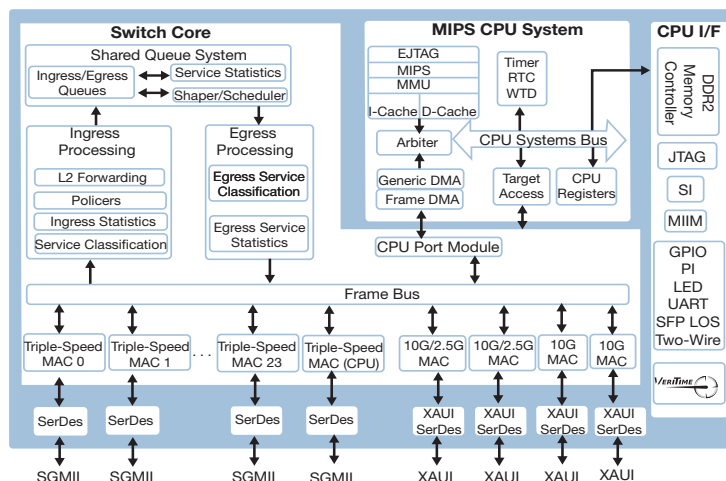 Switch Core
Shared Queue System
Ingress/Egress
Queues
Service Statistics
Shaper/Scheduler
Ingress
Processing
L2 Forwarding
Policers
Ingress Statistics
Service Classification
Egress
Processing
Egress Service
Classification
Egress Service
Statistics
MIPS CPU System
EJTAG
MIPS
MMU
I-Cache D-Cache
Timer
RTC
WTD
Arbiter
CPU Systems Bus
Generic DMA
Frame DMA
Target
Access
CPU
Registers
CPU Port Module
CPU I/F
DDR2
Memory
Controller
JTAG
SI
MIIM
GPIO
PI
LED
UART
SFP LOS
Two-Wire
VERITIME
Frame Bus
Triple-Speed
MAC 0
Triple-Speed
MAC 1
. . .
Triple-Speed
MAC 23
Triple-Speed
MAC (CPU)
10G/2.5G
MAC
10G/2.5G
MAC
10G
MAC
10G
MAC
SerDes
SerDes
SerDes
SerDes
XAUI
SerDes
XAUI
SerDes
XAUI
SerDes
XAUI
SerDes
SGMII
SGMII
SGMII
SGMII
XAUI
XAUI
XAUI
XAUI